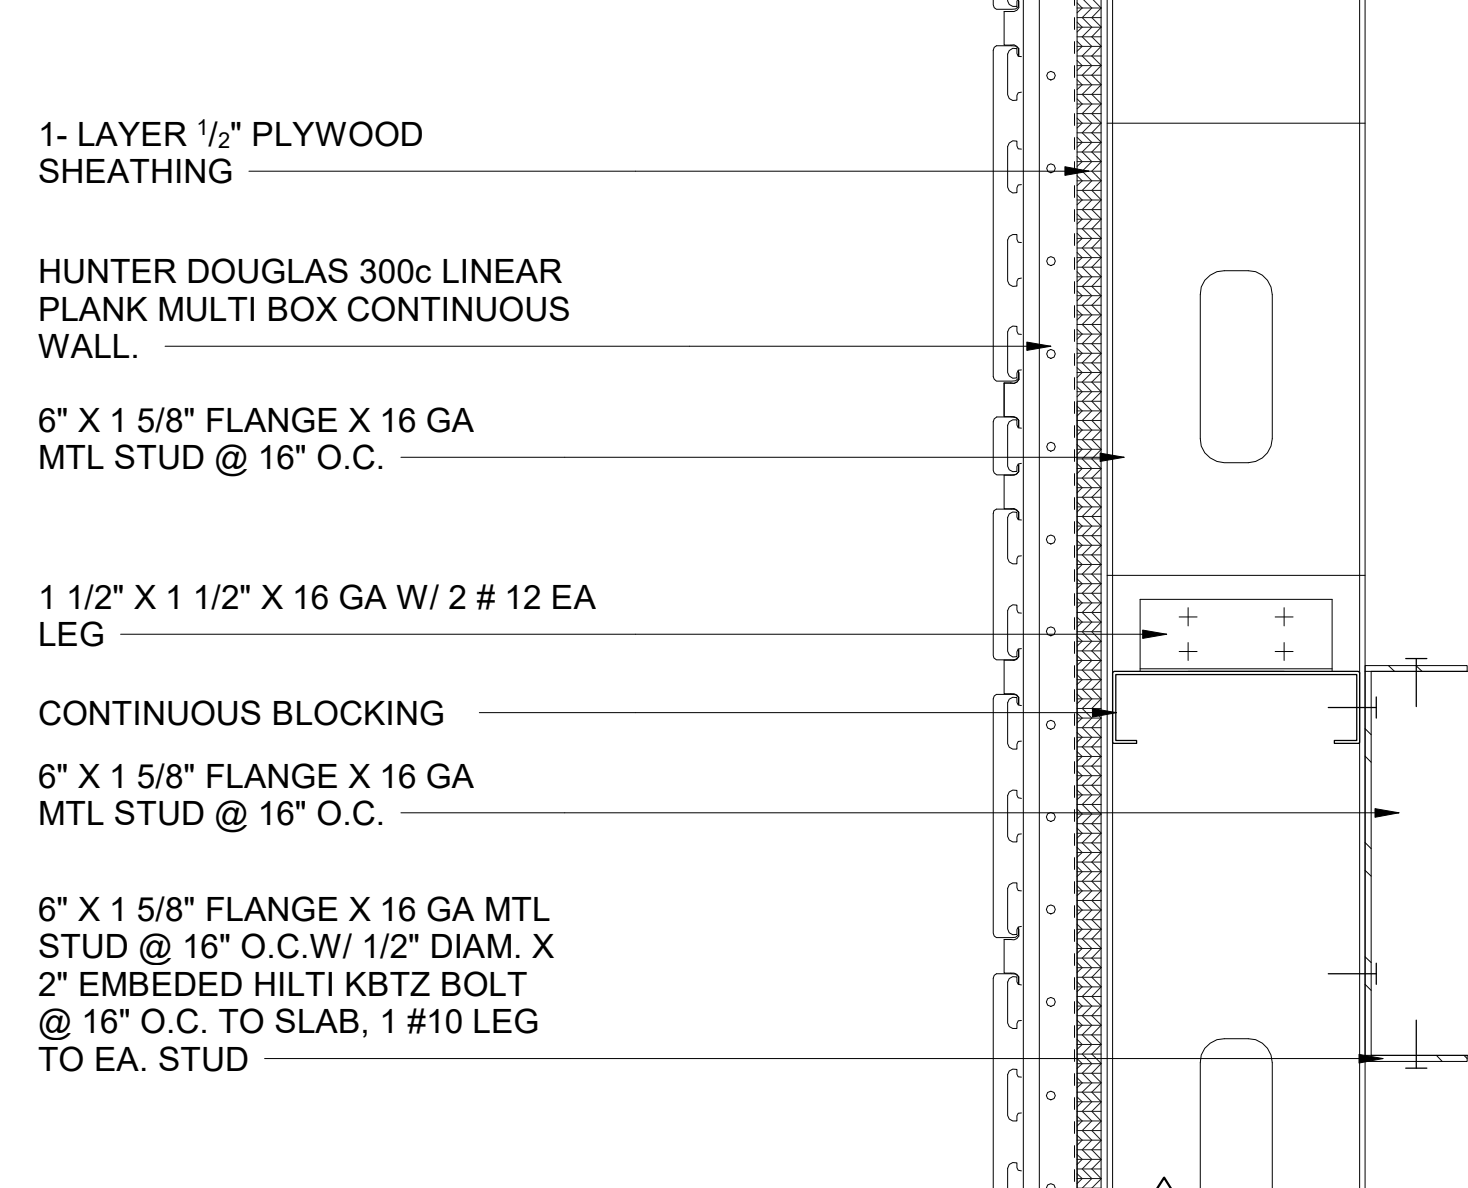 1- LAYER 1/2" PLYWOOD
SHEATHING
HUNTER DOUGLAS 300c LINEAR
PLANK MULTI BOX CONTINUOUS
WALL.
6" X 1 5/8" FLANGE X 16 GA
MTL STUD @ 16" O.C.
1 1/2" X 1 1/2" X 16 GA W/ 2 # 12 EA
LEG
CONTINUOUS BLOCKING
6" X 1 5/8" FLANGE X 16 GA
MTL STUD @ 16" O.C.
6" X 1 5/8" FLANGE X 16 GA MTL
STUD @ 16" O.C.W/ 1/2" DIAM. X
2" EMBEDED HILTI KBTZ BOLT
@ 16" O.C. TO SLAB, 1 #10 LEG
TO EA. STUD